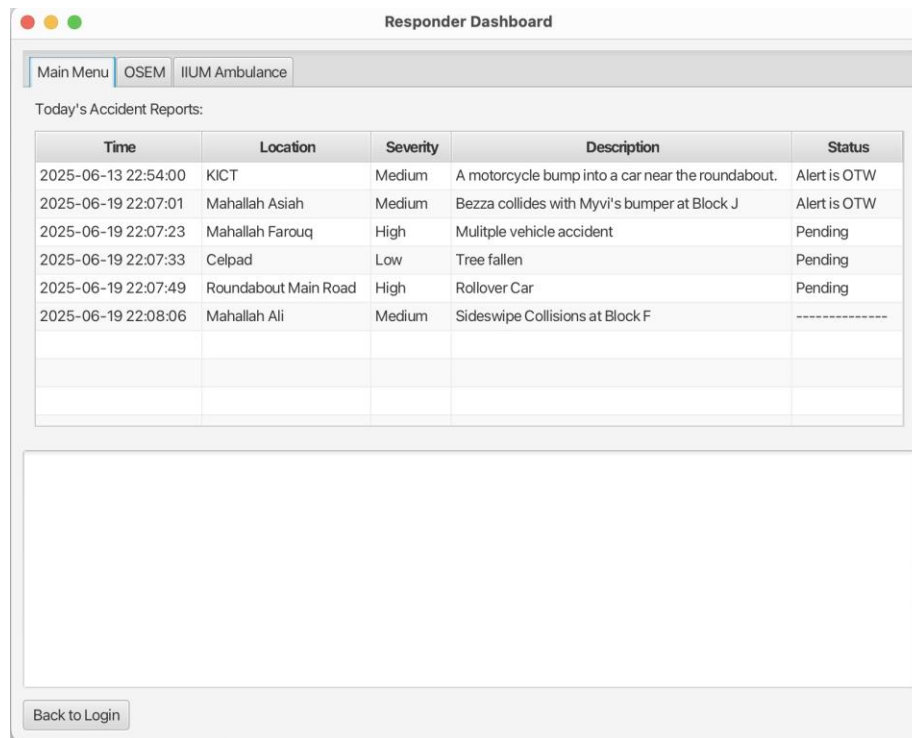 Responder Dashboard
Main Menu OSEM IIUM Ambulance
Today's Accident Reports:
Time Location Severity Description Status
2025-06-13 22:54:00 KICT Medium A motorcycle bump into a car near the roundabout. Alert is OTW
2025-06-19 22:07:01 Mahallah Asiah Medium Bezza collides with Myvi's bumper at Block J Alert is OTW
2025-06-19 22:07:23 Mahallah Farouq High Mulitple vehicle accident Pending
2025-06-19 22:07:33 Celpad Low Tree fallen Pending
2025-06-19 22:07:49 Roundabout Main Road High Rollover Car Pending
2025-06-19 22:08:06 Mahallah Ali Medium Sideswipe Collisions at Block F --------------
Back to Login